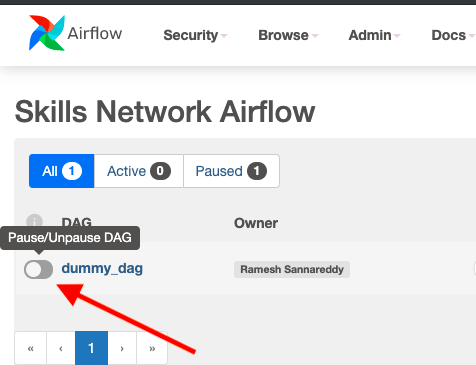 Airflow Security Browse Admin Docs
Skills Network Airflow
All 1 Active 0 Paused 1
i DAG Owner
Pause/Unpause DAG
dummy_dag Ramesh Sannareddy
« ‹ 1 › »